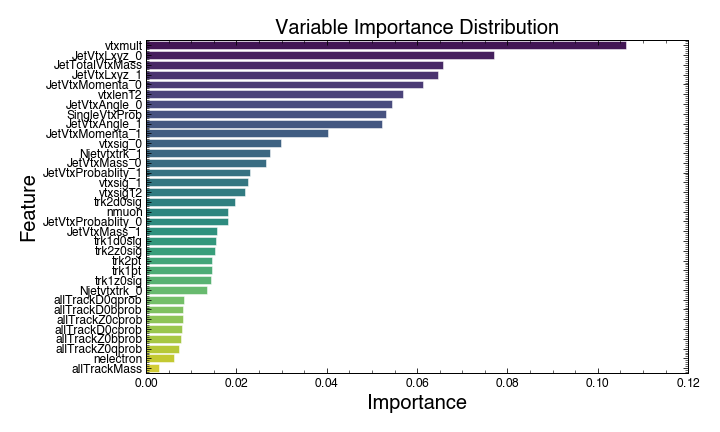 Variable Importance Distribution
Feature
vtxmult
JetVtxLxyz_0
JetTotalVtxMass
JetVtxLxyz_1
JetVtxMomenta_0
vtxlen12
JetVtxAngle_0
SingleVtxProb
JetVtxAngle_1
JetVtxMomenta_1
vtxsig_0
Njetvtxtrk_1
JetVtxMass_0
JetVtxProbablity_1
vtxsig_1
vtxsig12
trk2d0sig
nmuon
JetVtxProbablity_0
JetVtxMass_1
trk1d0sig
trk2z0sig
trk2pt
trk1pt
trk1z0sig
Njetvtxtrk_0
allTrackD0qprob
allTrackD0bprob
allTrackZ0cprob
allTrackD0cprob
allTrackZ0bprob
allTrackZ0qprob
nelectron
allTrackMass
0.00 0.02 0.04 0.06 0.08 0.10 0.12
Importance